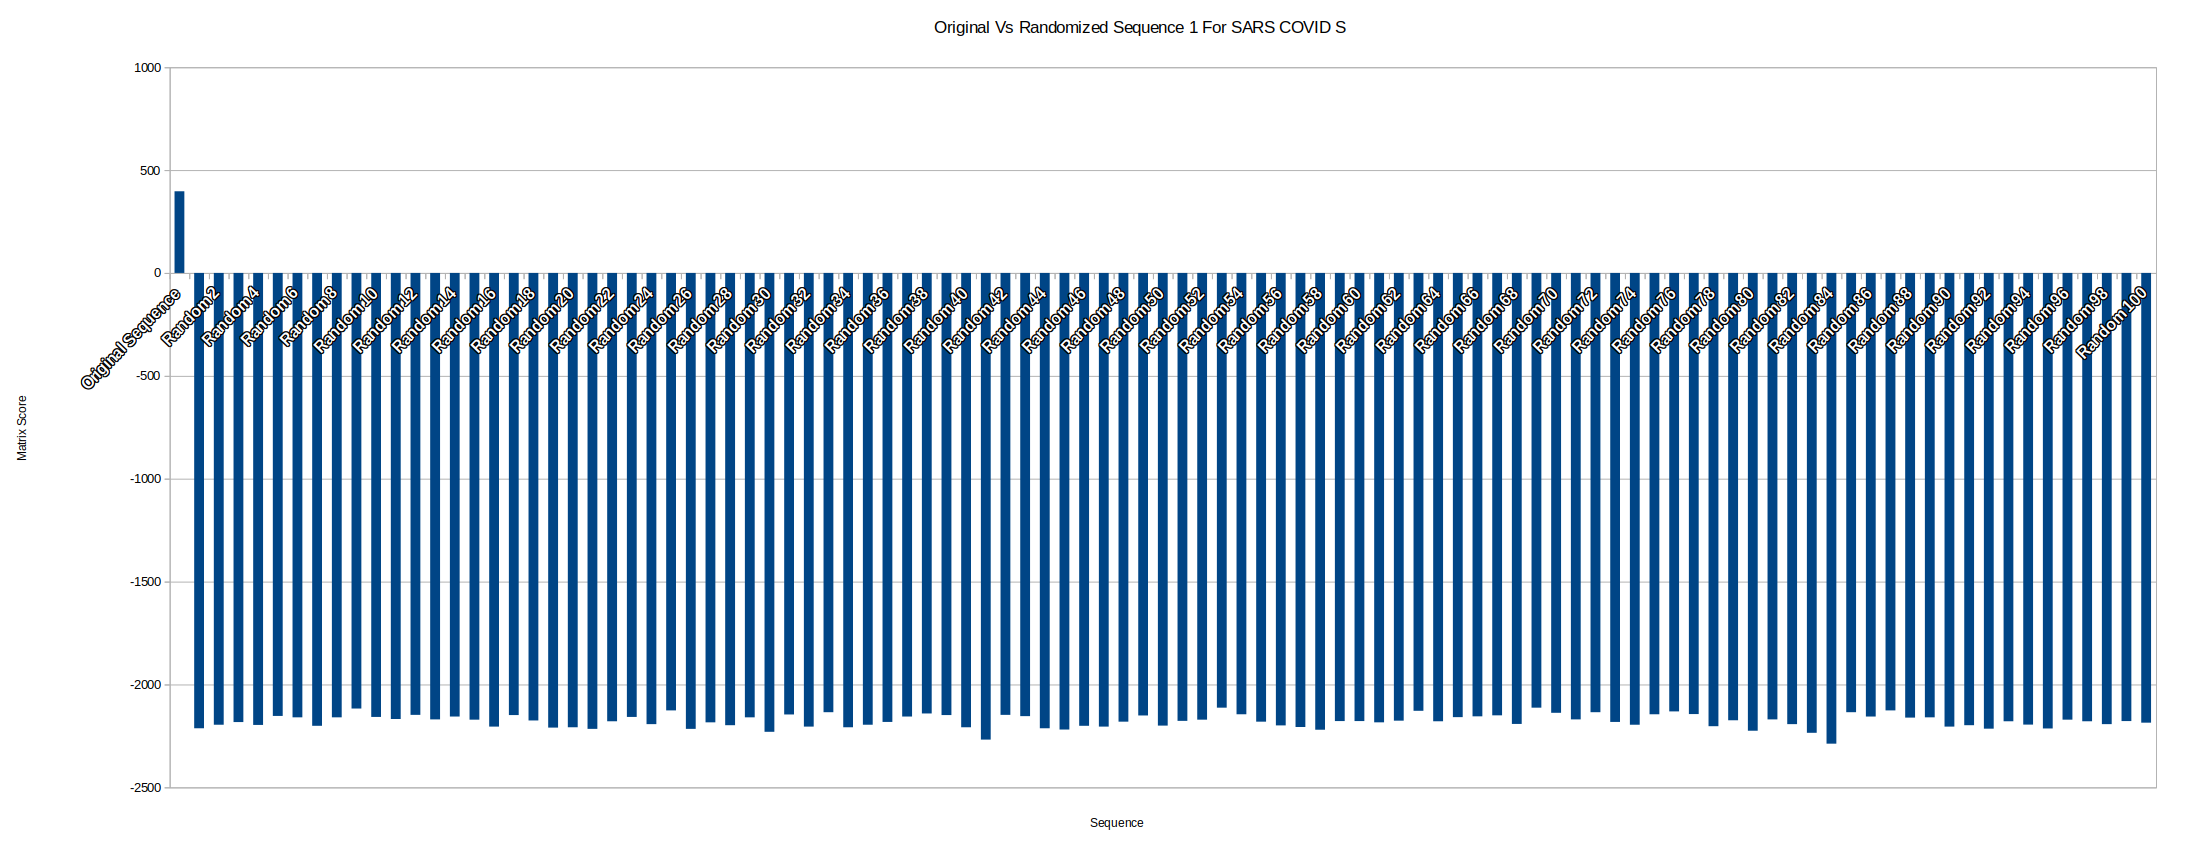 Original Vs Randomized Sequence 1 For SARS COVID S
1000
500
0
-500
-1000
-1500
-2000
-2500
Matrix Score
Original Sequence
Random2
Random4
Random6
Random8
Random10
Random12
Random14
Random16
Random18
Random20
Random22
Random24
Random26
Random28
Random30
Random32
Random34
Random36
Random38
Random40
Random42
Random44
Random46
Random48
Random50
Random52
Random54
Random56
Random58
Random60
Random62
Random64
Random66
Random68
Random70
Random72
Random74
Random76
Random78
Random80
Random82
Random84
Random86
Random88
Random90
Random92
Random94
Random96
Random98
Random100
Sequence